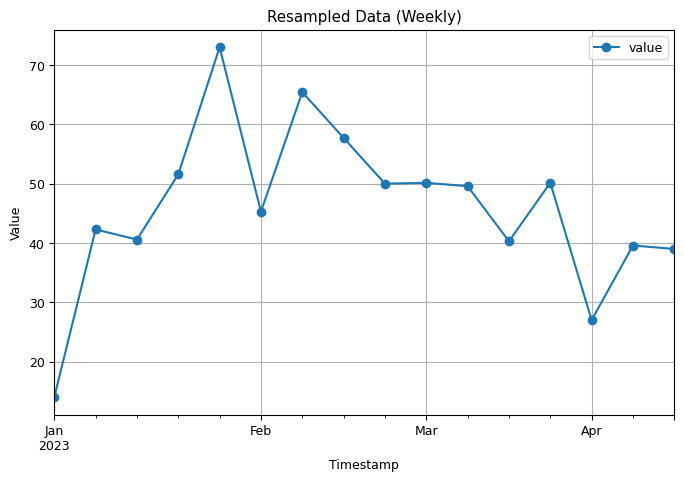 Resampled Data (Weekly)
value
70
60
50
40
30
20
Value
Jan
2023
Feb
Mar
Apr
Timestamp